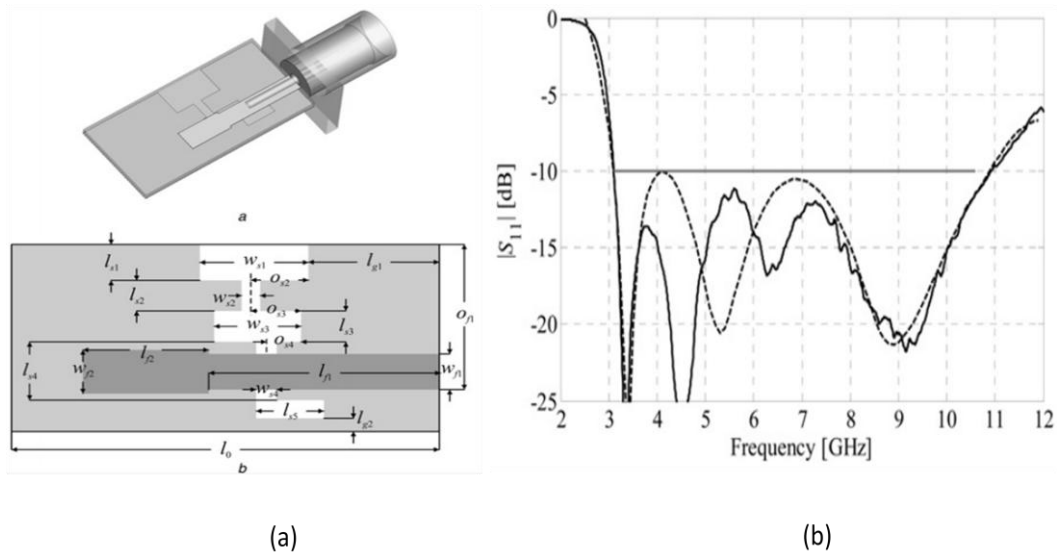 a
l_s1
w_s1
l_g1
o_s2
w_s2
l_s2
o_s3
o_f1
w_s3
l_s3
o_s4
l_f2
l_s4
w_f2
l_f1
w_f1
w_s4
l_s5
l_g2
l_0
b
(a)
0
-5
-10
-15
-20
-25
|S_11| [dB]
2 3 4 5 6 7 8 9 10 11 12
Frequency [GHz]
(b)